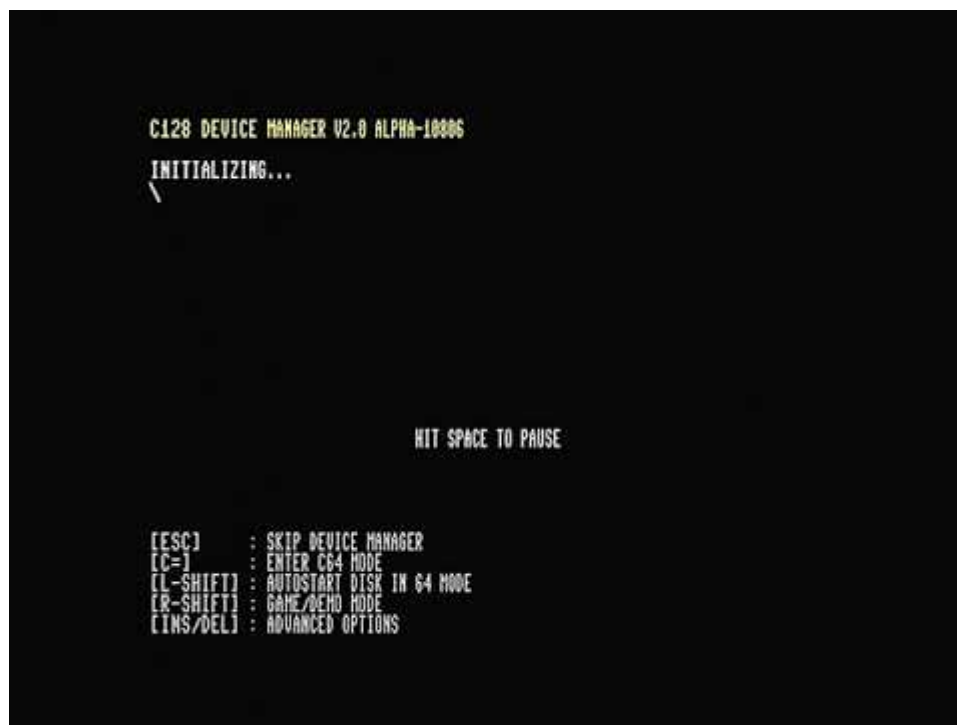 C128 DEVICE MANAGER V2.0 ALPHA-10806
INITIALIZING...
\
HIT SPACE TO PAUSE
[ESC] : SKIP DEVICE MANAGER
[C=] : ENTER C64 MODE
[L-SHIFT] : AUTOSTART DISK IN 64 MODE
[R-SHIFT] : GAME/DEMO MODE
[INS/DEL] : ADVANCED OPTIONS